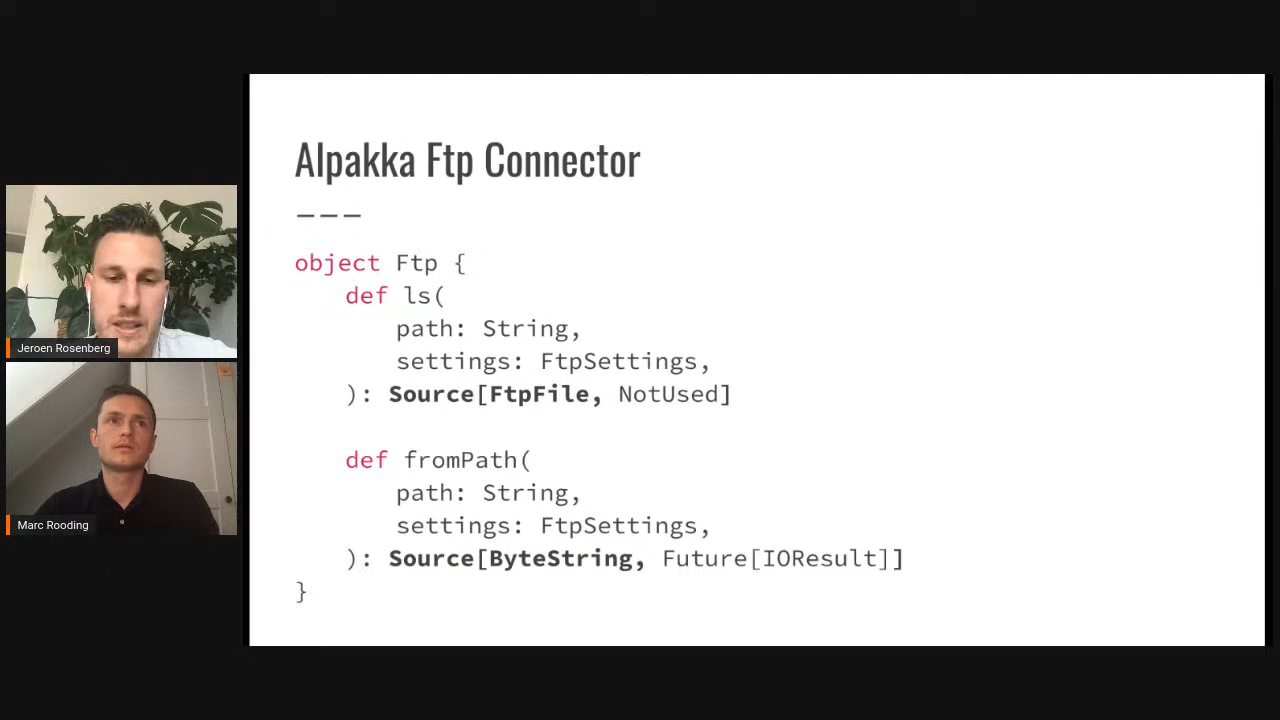 Alpakka Ftp Connector
---
object Ftp {
def ls(
path: String,
settings: FtpSettings,
): Source[FtpFile, NotUsed]
def fromPath(
path: String,
settings: FtpSettings,
): Source[ByteString, Future[IOResult]]
}
Jeroen Rosenberg
Marc Rooding